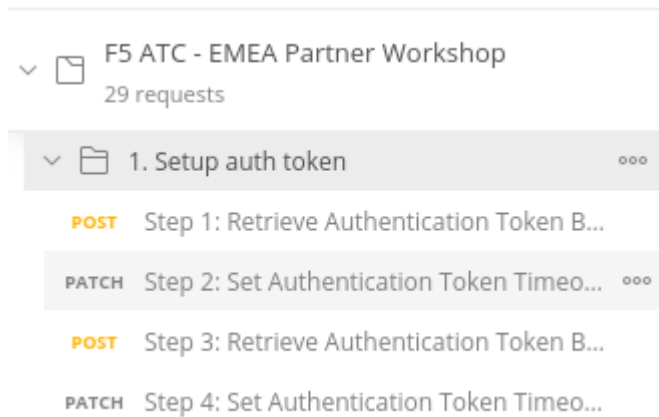 F5 ATC - EMEA Partner Workshop
29 requests
1. Setup auth token
POST Step 1: Retrieve Authentication Token B...
PATCH Step 2: Set Authentication Token Timeo...
POST Step 3: Retrieve Authentication Token B...
PATCH Step 4: Set Authentication Token Timeo...